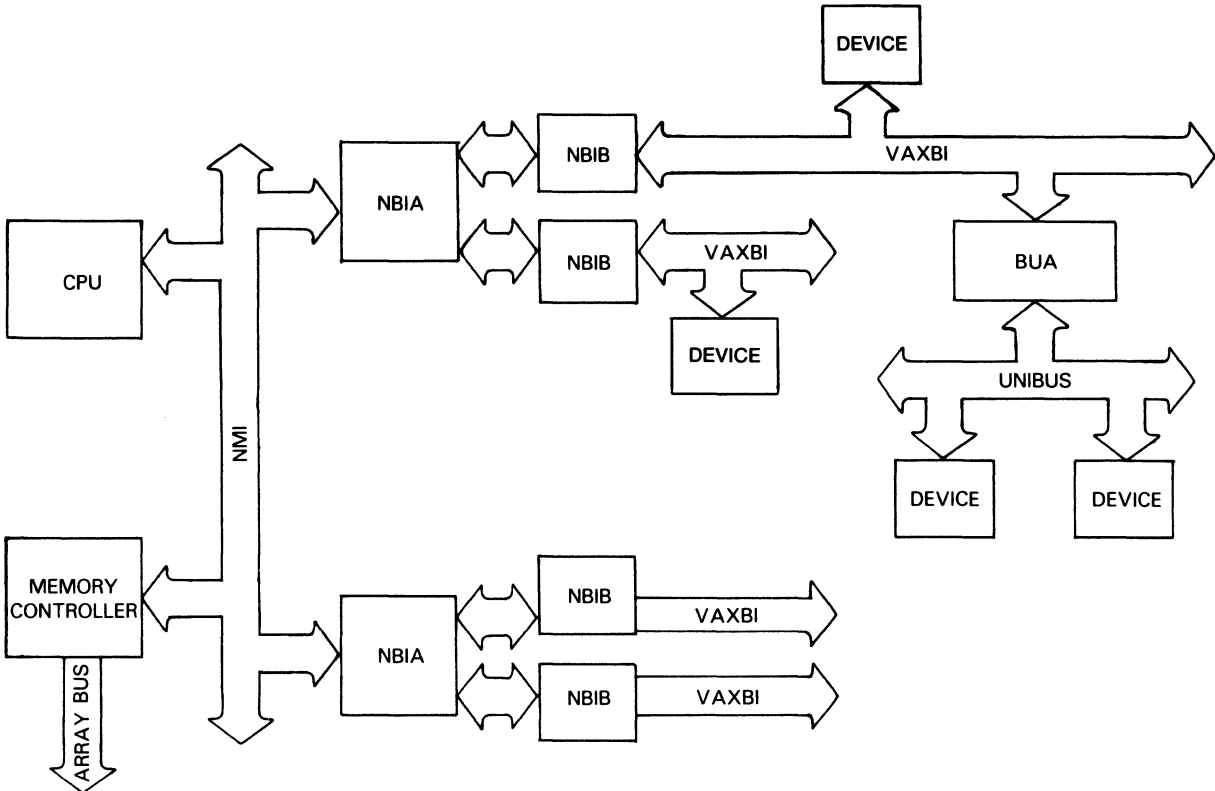 DEVICE
NBIB
VAXBI
NBIA
NBIB
VAXBI
BUA
CPU
DEVICE
UNIBUS
NMI
DEVICE
DEVICE
MEMORY
CONTROLLER
NBIB
VAXBI
NBIA
NBIB
VAXBI
ARRAY BUS